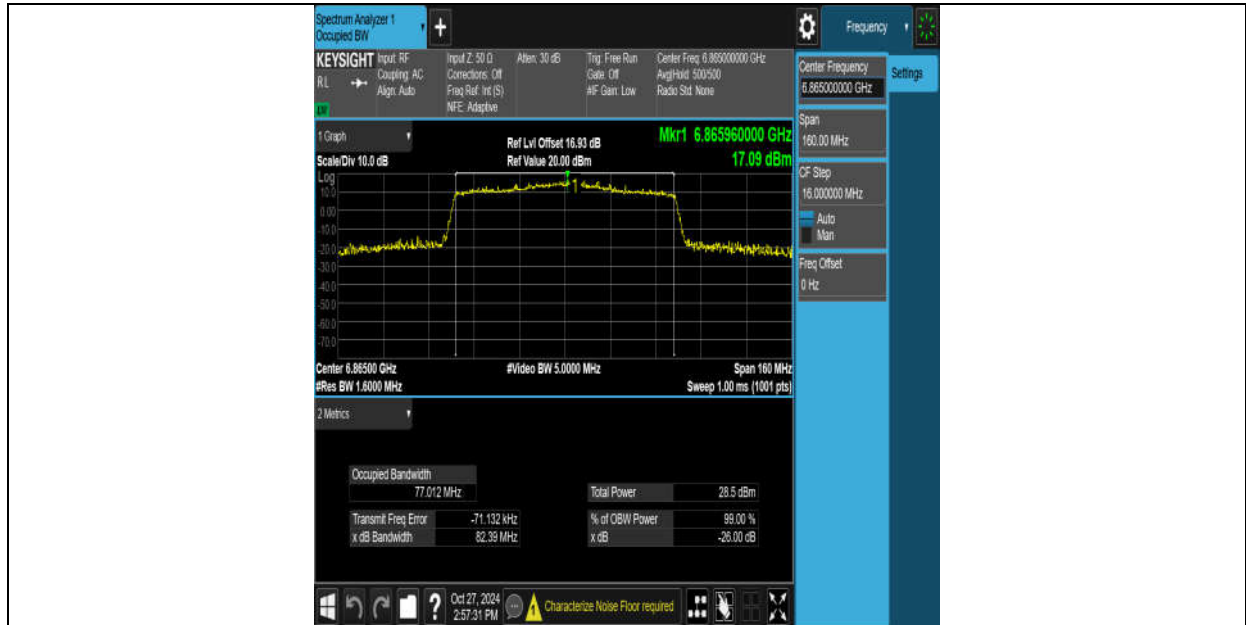 Spectrum Analyzer 1
Occupied BW
+
Frequency
KEYSIGHT
RL
Input: RF
Coupling: AC
Align: Auto
Input Z: 50 Ω
Corrections: Off
Freq Ref: Int (S)
NFE: Adaptive
Atten: 30 dB
Trig: Free Run
Gate: Off
#IF Gain: Low
Center Freq: 6.865000000 GHz
Avg|Hold: 500/500
Radio Std: None
Center Frequency
6.865000000 GHz
Settings
Span
160.00 MHz
CF Step
16.000000 MHz
Auto
Man
Freq Offset
0 Hz
1 Graph
Scale/Div 10.0 dB
Ref Lvl Offset 16.93 dB
Ref Value 20.00 dBm
Mkr1 6.865960000 GHz
17.09 dBm
Log
10.0
0.00
-10.0
-20.0
-30.0
-40.0
-50.0
-60.0
-70.0
1
Center 6.86500 GHz
#Res BW 1.6000 MHz
#Video BW 5.0000 MHz
Span 160 MHz
Sweep 1.00 ms (1001 pts)
2 Metrics
Occupied Bandwidth
77.012 MHz
Transmit Freq Error -71.132 kHz
x dB Bandwidth 82.39 MHz
Total Power 28.5 dBm
% of OBW Power 99.00 %
x dB -26.00 dB
?
Oct 27, 2024
2:57:31 PM
Characterize Noise Floor required